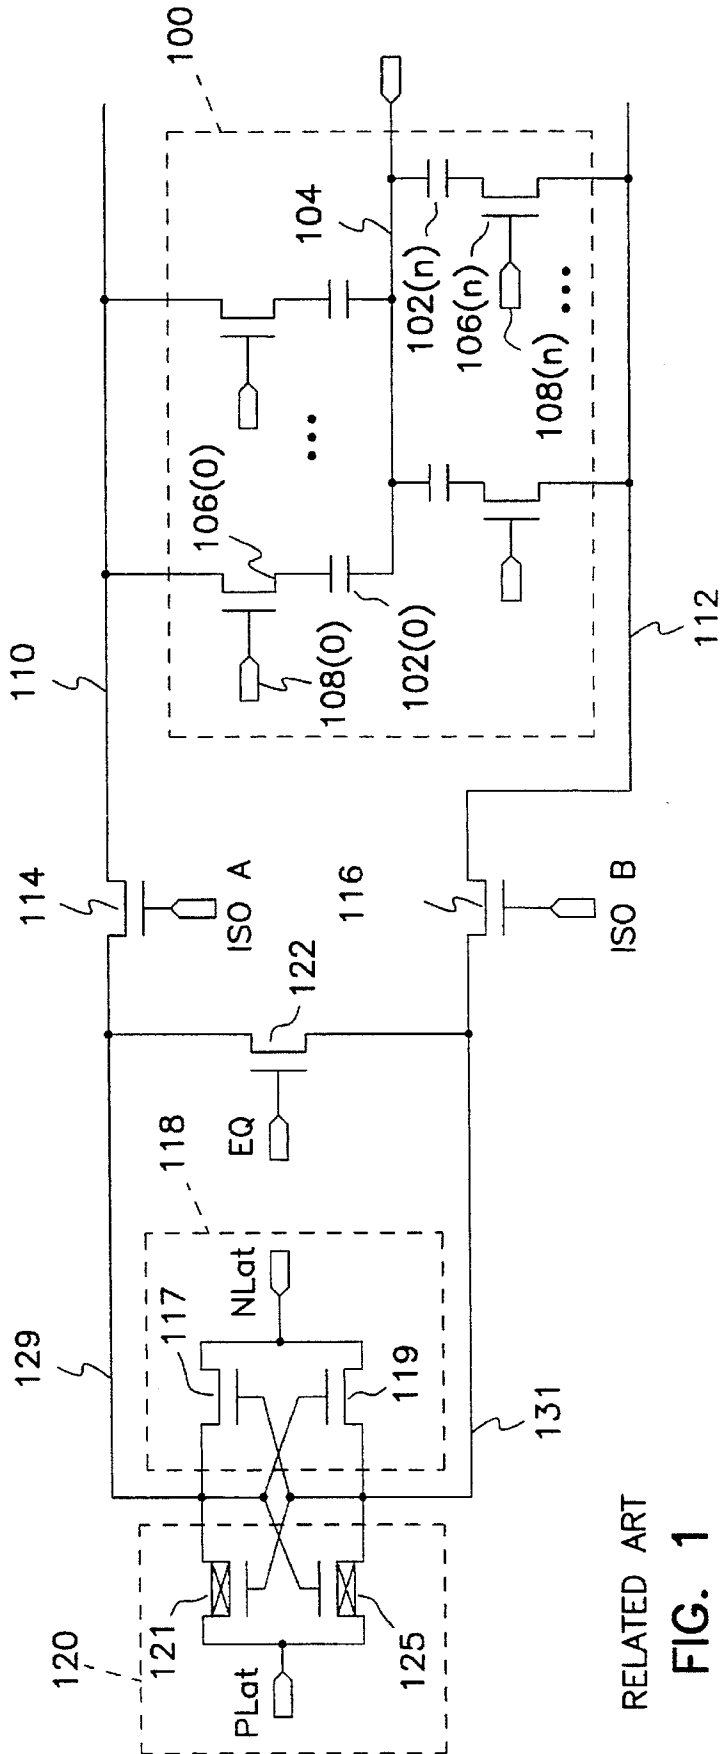 120
121
PLat
125
129
117
NLat
119
118
131
EQ
122
114
ISO A
116
ISO B
110
108(0)
106(0)
102(0)
104
100
102(n)
106(n)
108(n)
112
RELATED ART
FIG. 1